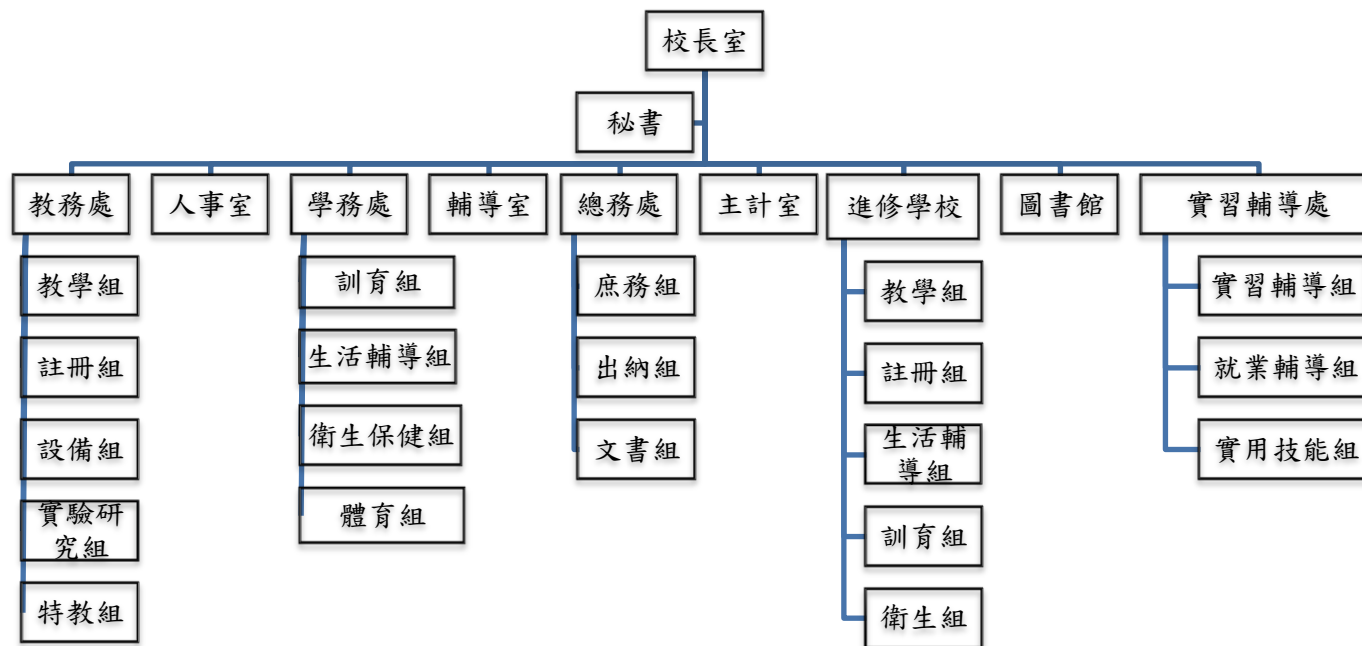 校長室
秘書
教務處
人事室
學務處
輔導室
總務處
主計室
進修學校
圖書館
實習輔導處
教學組
註冊組
設備組
實驗研
究組
特教組
訓育組
生活輔導組
衛生保健組
體育組
庶務組
出納組
文書組
教學組
註冊組
生活輔
導組
訓育組
衛生組
實習輔導組
就業輔導組
實用技能組